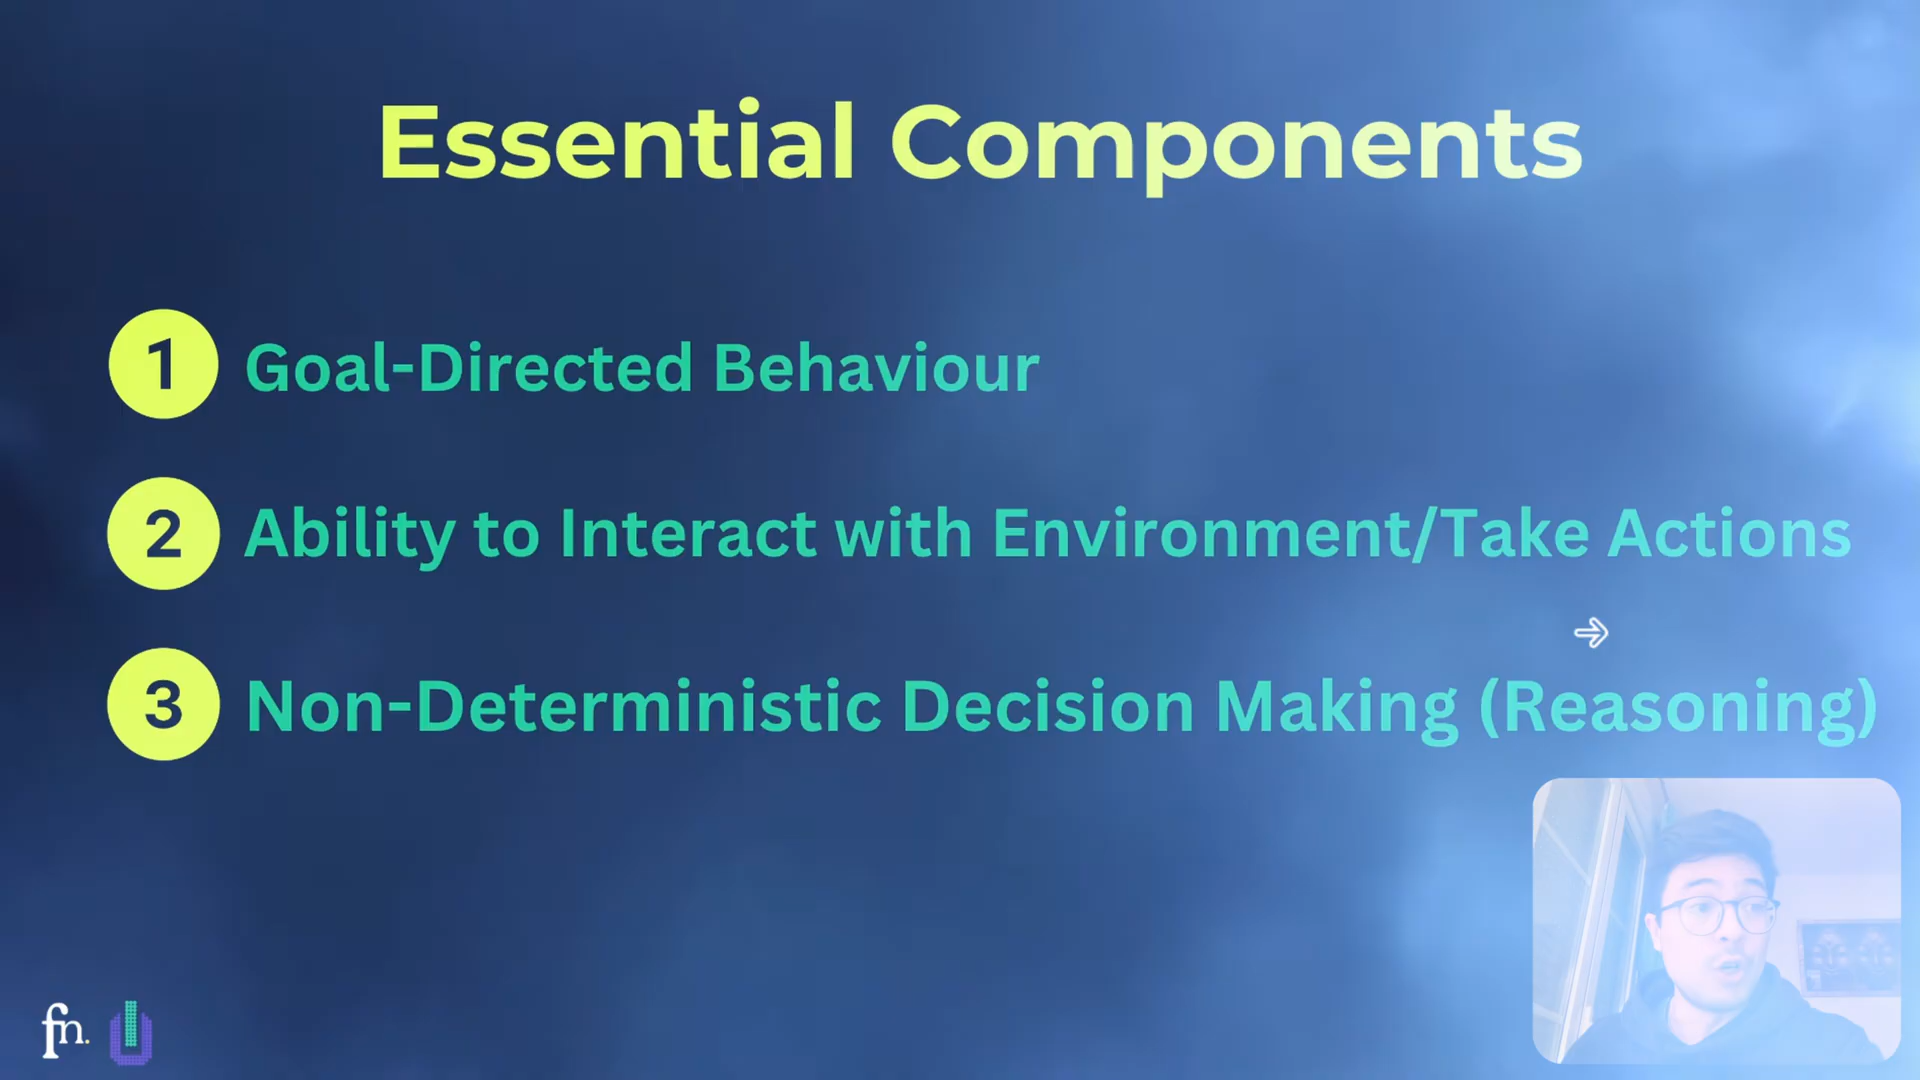 Essential Components
1 Goal-Directed Behaviour
2 Ability to Interact with Environment/Take Actions
3 Non-Deterministic Decision Making (Reasoning)
fn.